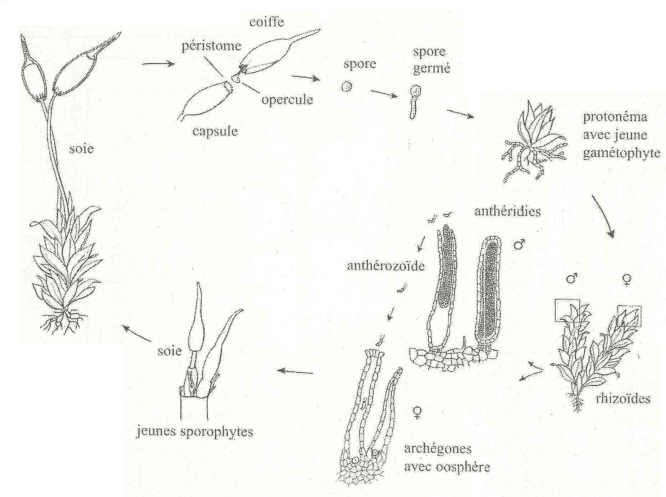 coiffe
péristome
opercule
capsule
spore
spore
germé
protonéma
avec jeune
gamétophyte
soie
anthéridies
♂
anthérozoïde
♂
♀
rhizoïdes
♀
archégones
avec oosphère
soie
jeunes sporophytes